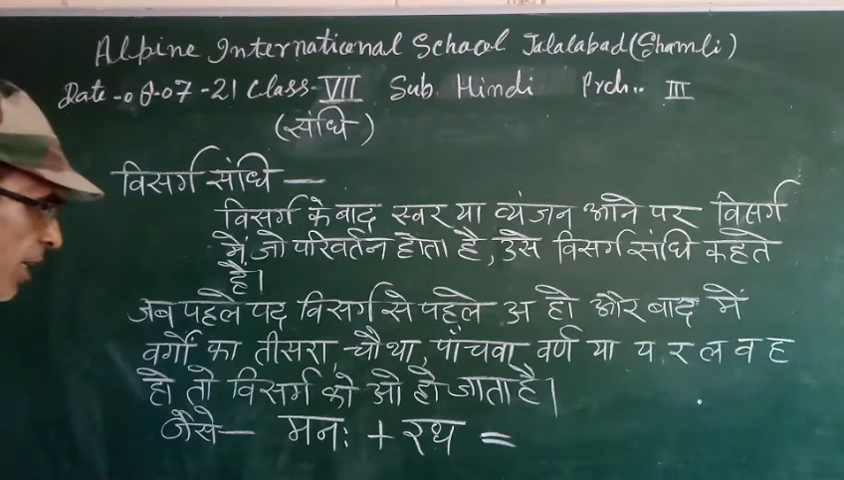 Alpine International School Jalalabad (Shamli)
Date - 08-07-21 Class- VII Sub Hindi Prd.. III
(संधि)
विसर्ग संधि —
विसर्ग के बाद स्वर या व्यंजन आने पर विसर्ग
में जो परिवर्तन होता है, उसे विसर्ग संधि कहते
है।
जब पहले पद विसर्ग से पहले अ हो और बाद में
वर्गों का तीसरा, चौथा, पांचवा वर्ण या य र ल व ह
हो तो विसर्ग को ओ हो जाता है।
जैसे— मनः + रथ =